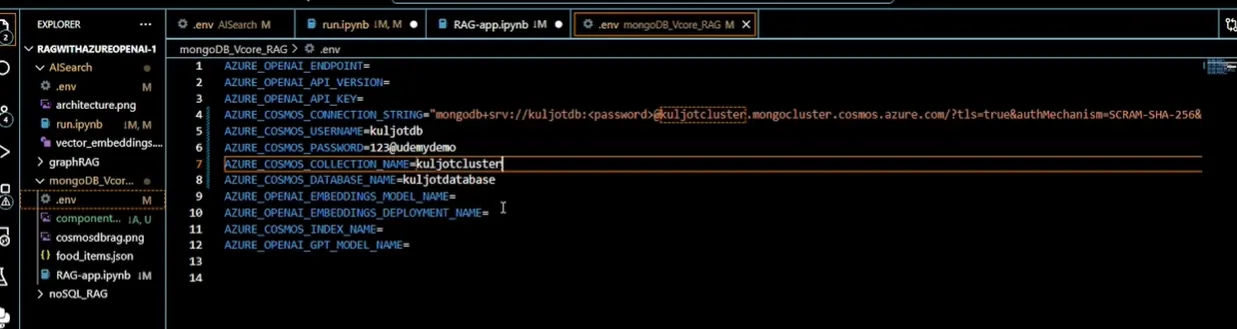 EXPLORER ...
.env AISearch M
run.ipynb ↓M, M
RAG-app.ipynb ↓M
.env mongoDB_Vcore_RAG M
RAGWITHAZUREOPENAI-1
AISearch
.env M
architecture.png
run.ipynb ↓M, M
vector_embeddings....
graphRAG
mongoDB_Vcor...
.env M
component... ↓A, U
cosmosdbrag.png
food_items.json
RAG-app.ipynb ↓M
noSQL_RAG
2
4
mongoDB_Vcore_RAG > .env
1 AZURE_OPENAI_ENDPOINT=
2 AZURE_OPENAI_API_VERSION=
3 AZURE_OPENAI_API_KEY=
4 AZURE_COSMOS_CONNECTION_STRING="mongodb+srv://kuljotdb:<password>@kuljotcluster.mongocluster.cosmos.azure.com/?tls=true&authMechanism=SCRAM-SHA-256&
5 AZURE_COSMOS_USERNAME=kuljotdb
6 AZURE_COSMOS_PASSWORD=123@udemydemo
7 AZURE_COSMOS_COLLECTION_NAME=kuljotcluster
8 AZURE_COSMOS_DATABASE_NAME=kuljotdatabase
9 AZURE_OPENAI_EMBEDDINGS_MODEL_NAME=
10 AZURE_OPENAI_EMBEDDINGS_DEPLOYMENT_NAME=
11 AZURE_COSMOS_INDEX_NAME=
12 AZURE_OPENAI_GPT_MODEL_NAME=
13
14